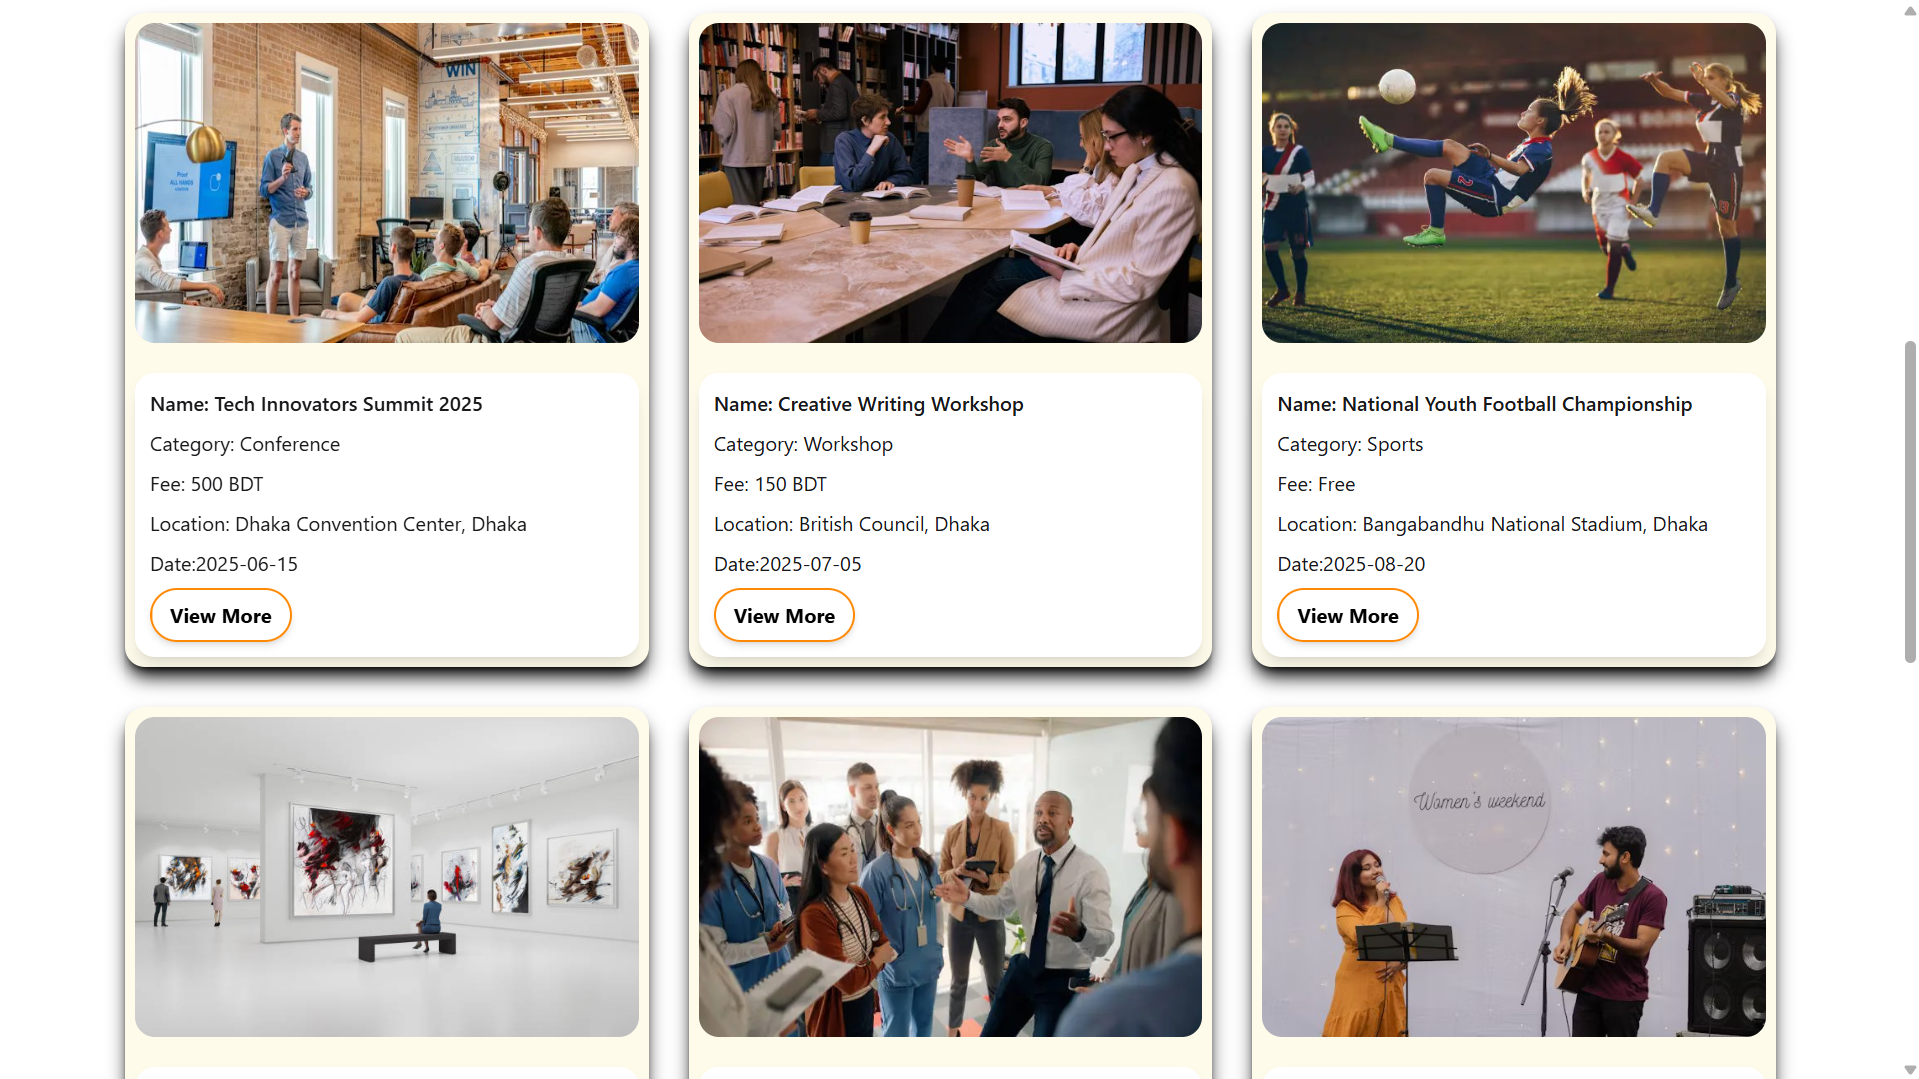 WIN
Name: Tech Innovators Summit 2025
Category: Conference
Fee: 500 BDT
Location: Dhaka Convention Center, Dhaka
Date:2025-06-15
View More
Name: Creative Writing Workshop
Category: Workshop
Fee: 150 BDT
Location: British Council, Dhaka
Date:2025-07-05
View More
Name: National Youth Football Championship
Category: Sports
Fee: Free
Location: Bangabandhu National Stadium, Dhaka
Date:2025-08-20
View More
Women's weekend